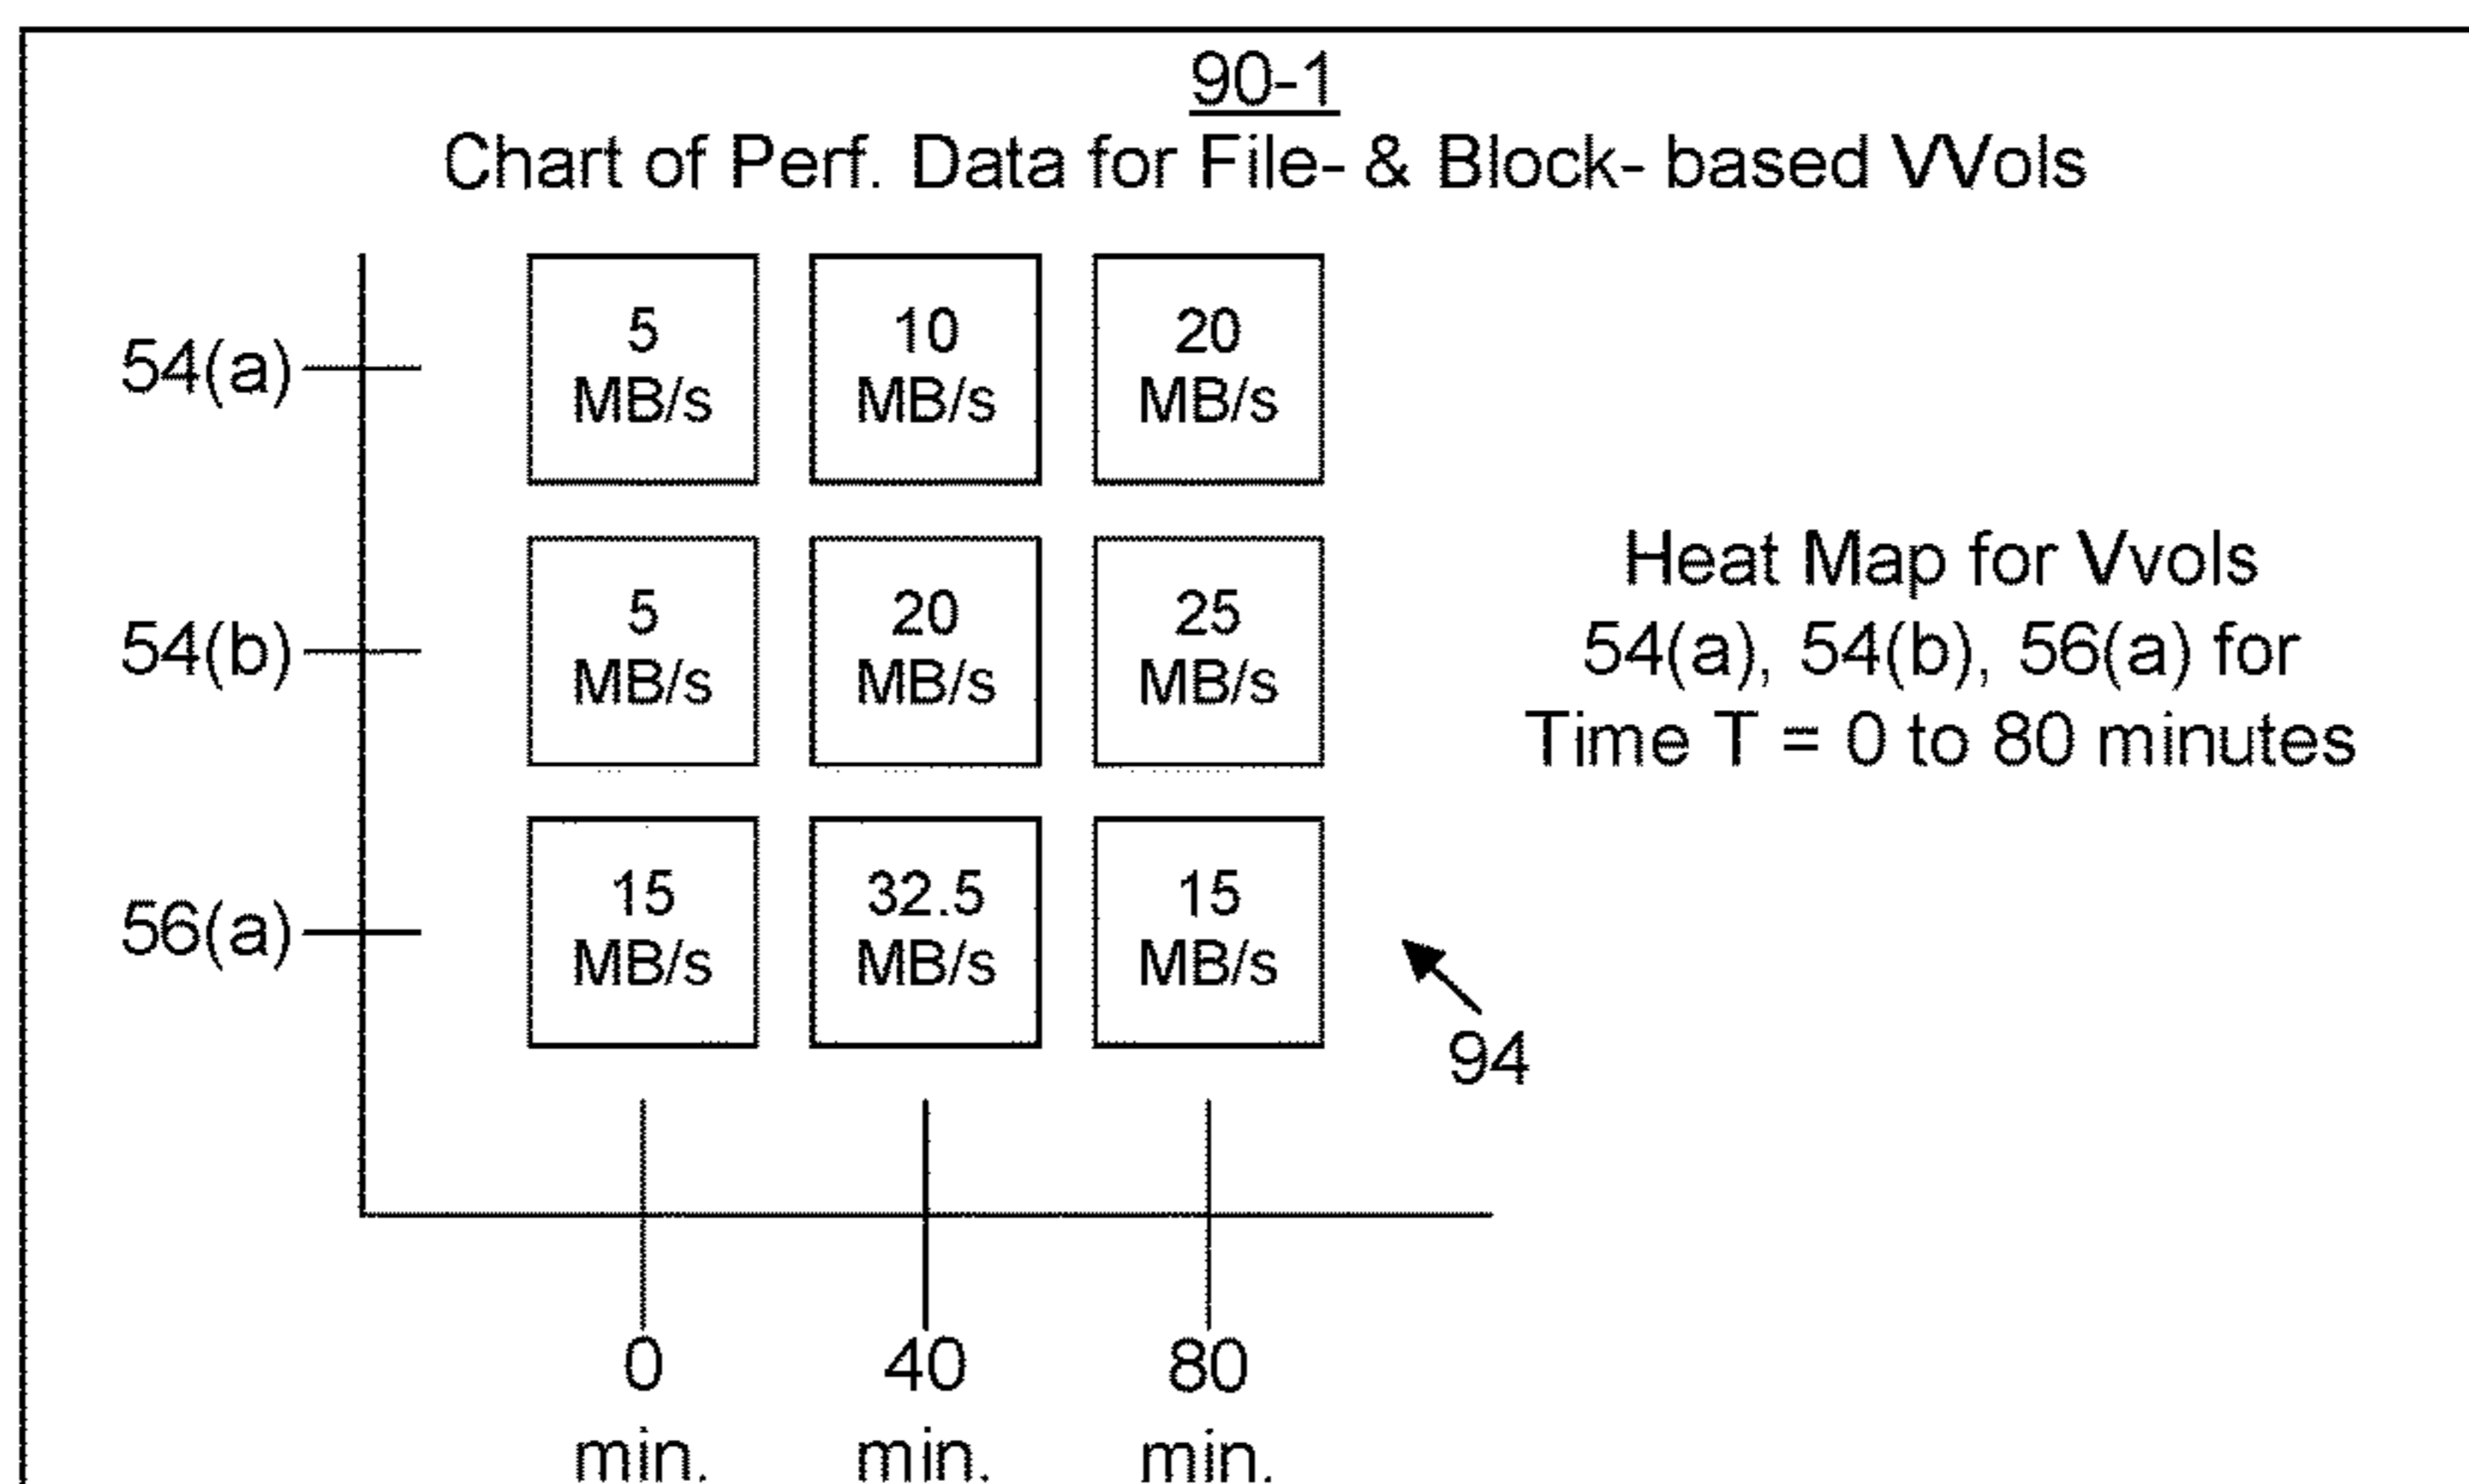 90-1
Chart of Perf. Data for File- & Block- based VVols
54(a)
5
MB/s
10
MB/s
20
MB/s
54(b)
5
MB/s
20
MB/s
25
MB/s
56(a)
15
MB/s
32.5
MB/s
15
MB/s
Heat Map for Vvols
54(a), 54(b), 56(a) for
Time T = 0 to 80 minutes
94
0
min.
40
min.
80
min.